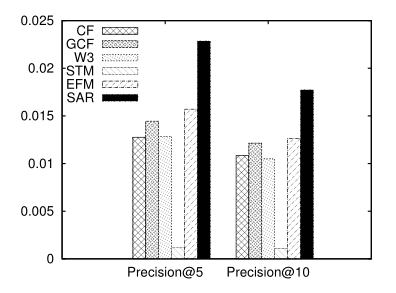 0.025
0.02
0.015
0.01
0.005
0
CF
GCF
W3
STM
EFM
SAR
Precision@5
Precision@10